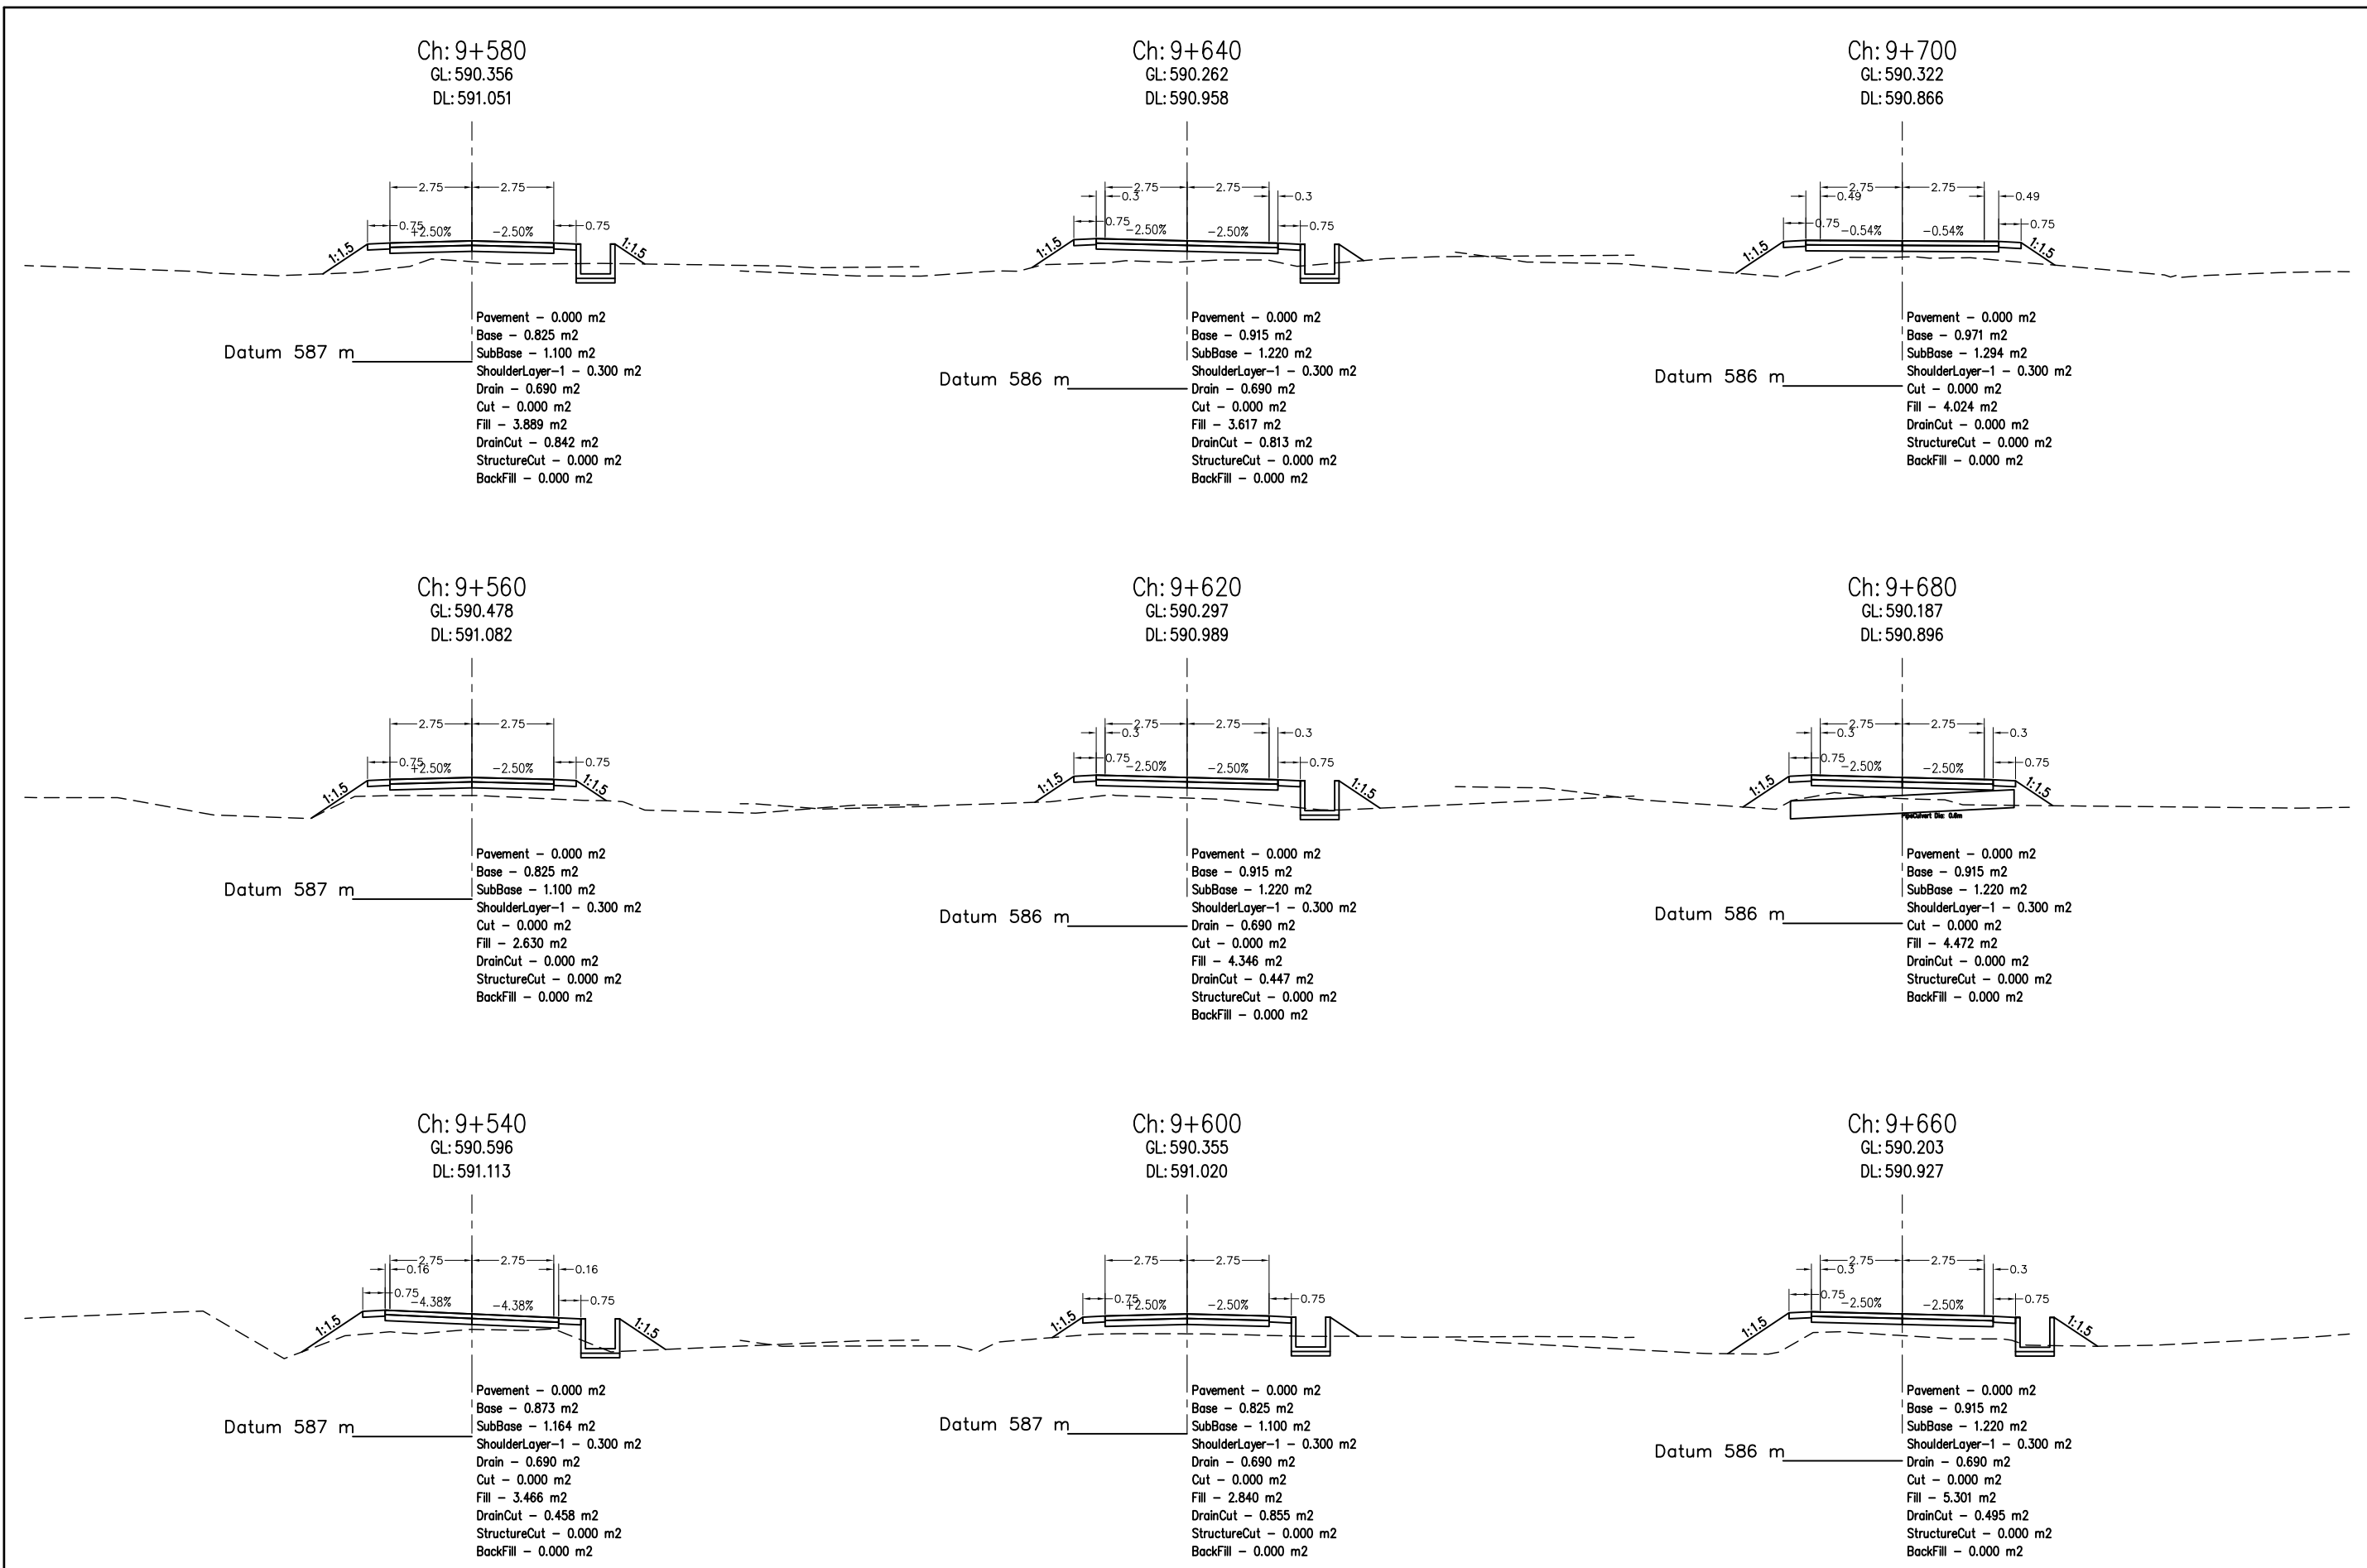 Ch: 9+580
GL: 590.356
DL: 591.051
2.75 2.75
0.75 0.75
+2.50% -2.50%
1:1.5 1:1.5
Datum 587 m
Pavement - 0.000 m2
Base - 0.825 m2
SubBase - 1.100 m2
ShoulderLayer-1 - 0.300 m2
Drain - 0.690 m2
Cut - 0.000 m2
Fill - 3.889 m2
DrainCut - 0.842 m2
StructureCut - 0.000 m2
BackFill - 0.000 m2
Ch: 9+640
GL: 590.262
DL: 590.958
2.75 2.75
0.3 0.3
0.75 0.75
-2.50% -2.50%
1:1.5 1:1.5
Datum 586 m
Pavement - 0.000 m2
Base - 0.915 m2
SubBase - 1.220 m2
ShoulderLayer-1 - 0.300 m2
Drain - 0.690 m2
Cut - 0.000 m2
Fill - 3.617 m2
DrainCut - 0.813 m2
StructureCut - 0.000 m2
BackFill - 0.000 m2
Ch: 9+700
GL: 590.322
DL: 590.866
2.75 2.75
0.49 0.49
0.75 0.75
-0.54% -0.54%
1:1.5 1:1.5
Datum 586 m
Pavement - 0.000 m2
Base - 0.971 m2
SubBase - 1.294 m2
ShoulderLayer-1 - 0.300 m2
Cut - 0.000 m2
Fill - 4.024 m2
DrainCut - 0.000 m2
StructureCut - 0.000 m2
BackFill - 0.000 m2
Ch: 9+560
GL: 590.478
DL: 591.082
2.75 2.75
0.75 0.75
+2.50% -2.50%
1:1.5 1:1.5
Datum 587 m
Pavement - 0.000 m2
Base - 0.825 m2
SubBase - 1.100 m2
ShoulderLayer-1 - 0.300 m2
Cut - 0.000 m2
Fill - 2.630 m2
DrainCut - 0.000 m2
StructureCut - 0.000 m2
BackFill - 0.000 m2
Ch: 9+620
GL: 590.297
DL: 590.989
2.75 2.75
0.3 0.3
0.75 0.75
-2.50% -2.50%
1:1.5 1:1.5
Datum 586 m
Pavement - 0.000 m2
Base - 0.915 m2
SubBase - 1.220 m2
ShoulderLayer-1 - 0.300 m2
Drain - 0.690 m2
Cut - 0.000 m2
Fill - 4.346 m2
DrainCut - 0.447 m2
StructureCut - 0.000 m2
BackFill - 0.000 m2
Ch: 9+680
GL: 590.187
DL: 590.896
2.75 2.75
0.3 0.3
0.75 0.75
-2.50% -2.50%
1:1.5 1:1.5
PipeCulvert Dia:
Datum 586 m
Pavement - 0.000 m2
Base - 0.915 m2
SubBase - 1.220 m2
ShoulderLayer-1 - 0.300 m2
Cut - 0.000 m2
Fill - 4.472 m2
DrainCut - 0.000 m2
StructureCut - 0.000 m2
BackFill - 0.000 m2
Ch: 9+540
GL: 590.596
DL: 591.113
2.75 2.75
0.16 0.16
0.75 0.75
-4.38% -4.38%
1:1.5 1:1.5
Datum 587 m
Pavement - 0.000 m2
Base - 0.873 m2
SubBase - 1.164 m2
ShoulderLayer-1 - 0.300 m2
Drain - 0.690 m2
Cut - 0.000 m2
Fill - 3.466 m2
DrainCut - 0.458 m2
StructureCut - 0.000 m2
BackFill - 0.000 m2
Ch: 9+600
GL: 590.355
DL: 591.020
2.75 2.75
0.75 0.75
+2.50% -2.50%
1:1.5 1:1.5
Datum 587 m
Pavement - 0.000 m2
Base - 0.825 m2
SubBase - 1.100 m2
ShoulderLayer-1 - 0.300 m2
Drain - 0.690 m2
Cut - 0.000 m2
Fill - 2.840 m2
DrainCut - 0.855 m2
StructureCut - 0.000 m2
BackFill - 0.000 m2
Ch: 9+660
GL: 590.203
DL: 590.927
2.75 2.75
0.3 0.3
0.75 0.75
-2.50% -2.50%
1:1.5 1:1.5
Datum 586 m
Pavement - 0.000 m2
Base - 0.915 m2
SubBase - 1.220 m2
ShoulderLayer-1 - 0.300 m2
Drain - 0.690 m2
Cut - 0.000 m2
Fill - 5.301 m2
DrainCut - 0.495 m2
StructureCut - 0.000 m2
BackFill - 0.000 m2